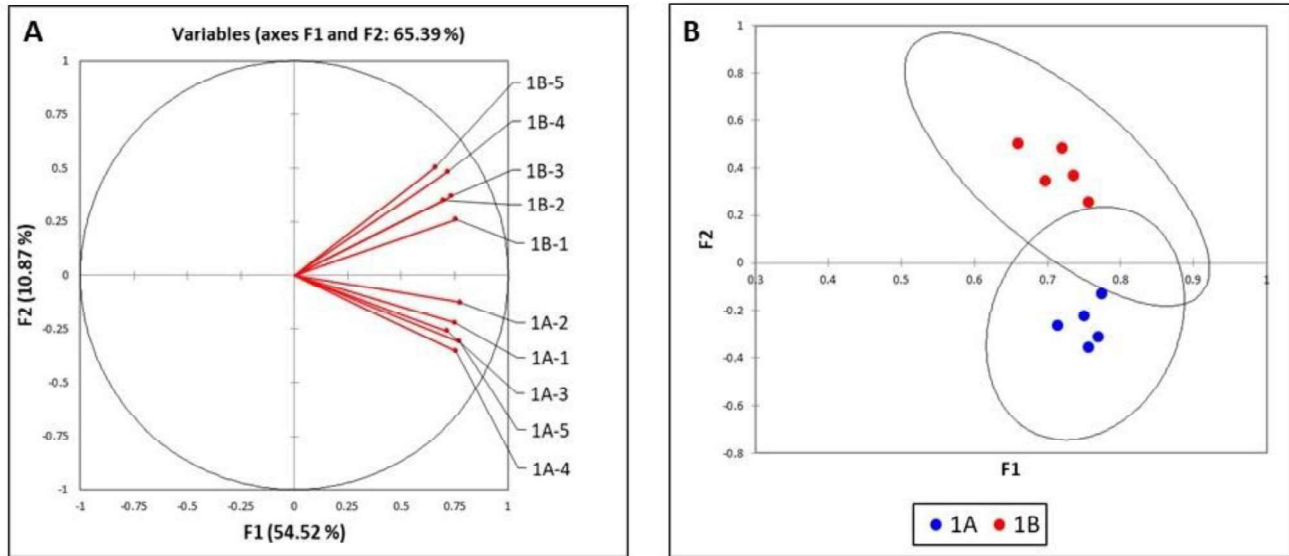 A
Variables (axes F1 and F2: 65.39 %)
1
0.75
0.5
0.25
0
-0.25
-0.5
-0.75
-1
F2 (10.87 %)
1B-5
1B-4
1B-3
1B-2
1B-1
1A-2
1A-1
1A-3
1A-5
1A-4
-1 -0.75 -0.5 -0.25 0 0.25 0.5 0.75 1
F1 (54.52 %)
B
1
0.8
0.6
0.4
0.2
0
-0.2
-0.4
-0.6
-0.8
F2
0.3 0.4 0.5 0.6 0.7 0.8 0.9 1
F1
1A 1B